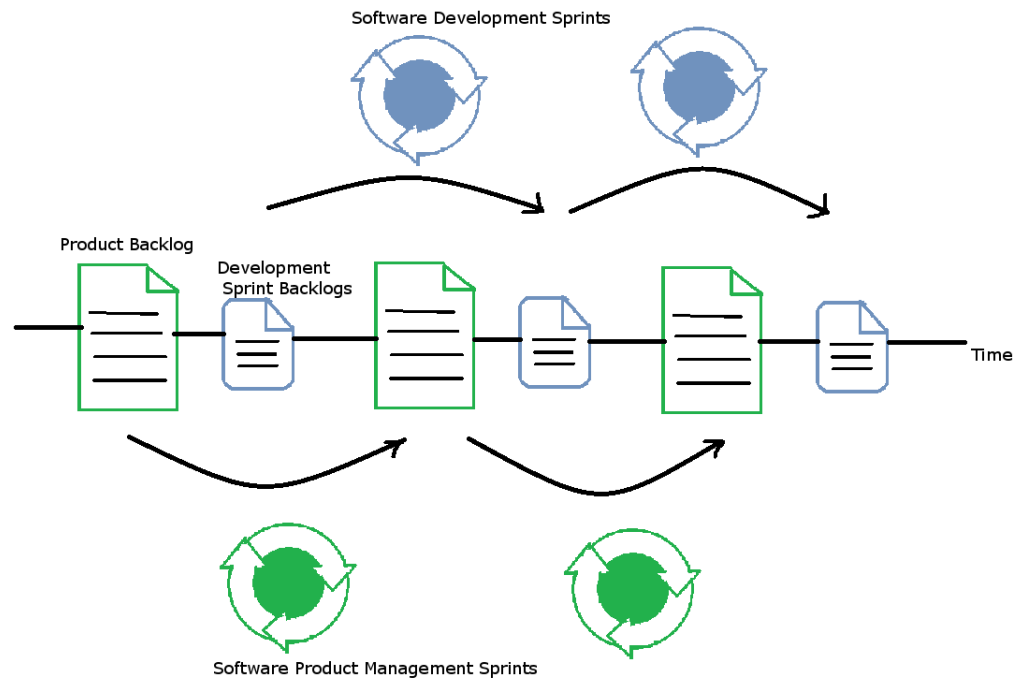 Software Development Sprints
Product Backlog
Development
Sprint Backlogs
Time
Software Product Management Sprints